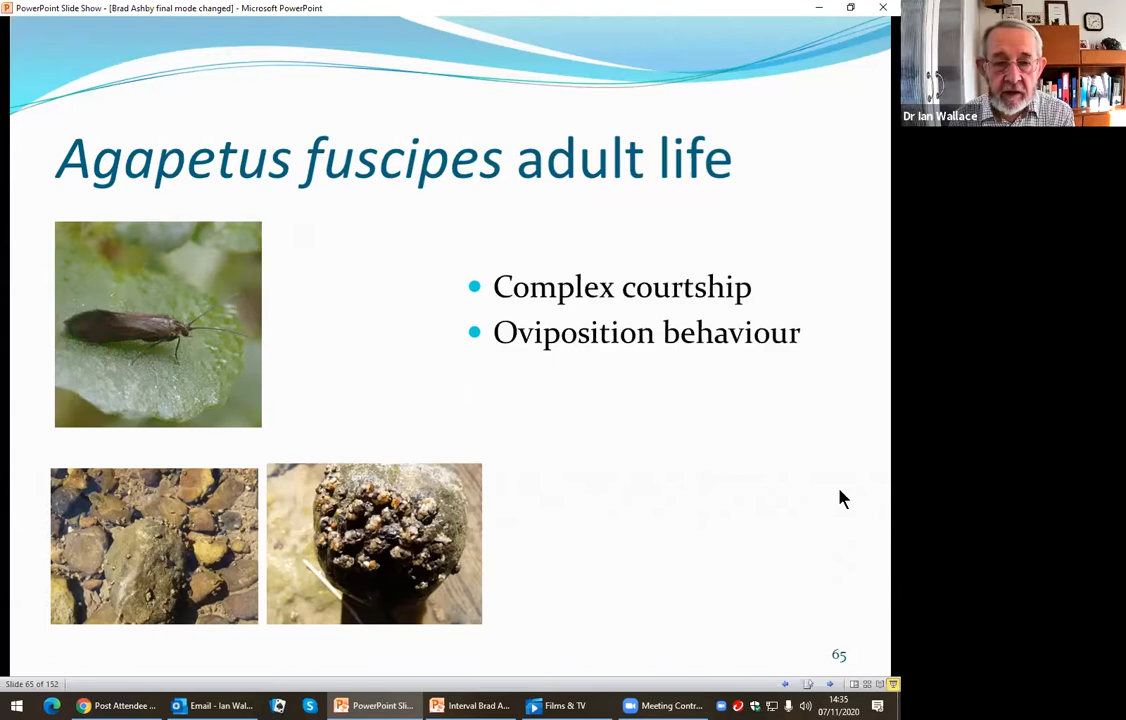 PowerPoint Slide Show - [Brad Ashby final mode changed] - Microsoft PowerPoint
Dr Ian Wallace
Agapetus fuscipes adult life
Complex courtship
Oviposition behaviour
65
Slide 65 of 152
Post Attendee ...
Email - Ian Wal...
PowerPoint Sli...
Interval Brad A...
Films & TV
Meeting Contr...
14:35
07/11/2020